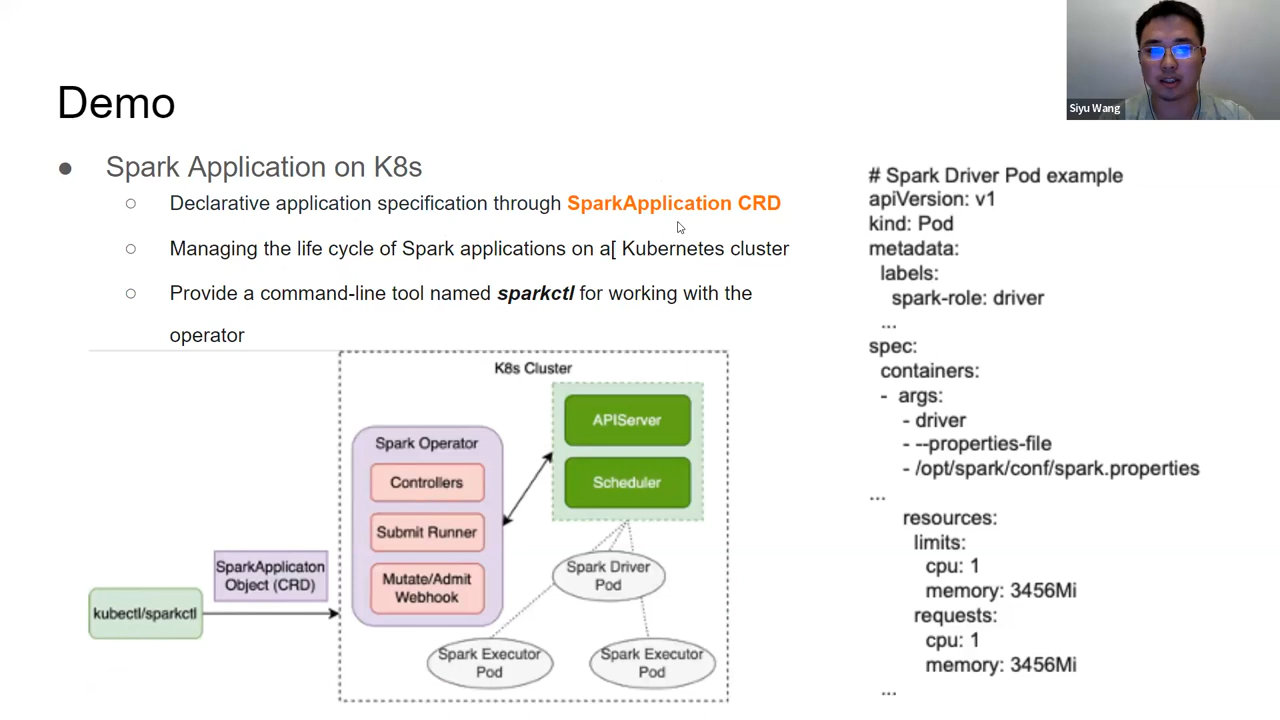 Siyu Wang
Demo
● Spark Application on K8s
○ Declarative application specification through SparkApplication CRD
○ Managing the life cycle of Spark applications on a[ Kubernetes cluster
○ Provide a command-line tool named sparkctl for working with the
operator
kubectl/sparkctl
SparkApplicaton
Object (CRD)
K8s Cluster
Spark Operator
Controllers
Submit Runner
Mutate/Admit
Webhook
APIServer
Scheduler
Spark Driver
Pod
Spark Executor
Pod
Spark Executor
Pod
# Spark Driver Pod example
apiVersion: v1
kind: Pod
metadata:
labels:
spark-role: driver
...
spec:
containers:
- args:
- driver
- --properties-file
- /opt/spark/conf/spark.properties
...
resources:
limits:
cpu: 1
memory: 3456Mi
requests:
cpu: 1
memory: 3456Mi
...